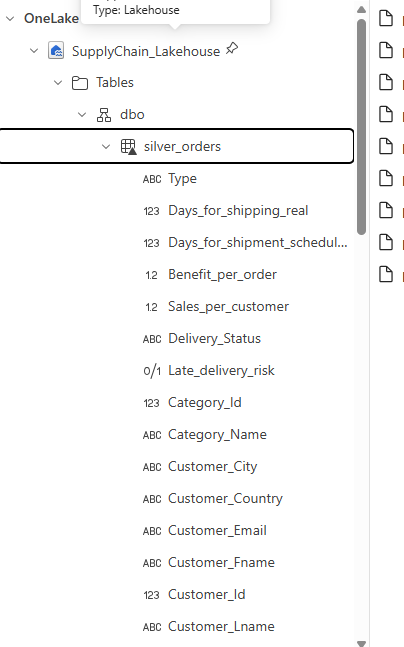 Type: Lakehouse
OneLake
SupplyChain_Lakehouse
Tables
dbo
silver_orders
ABC Type
123 Days_for_shipping_real
123 Days_for_shipment_schedul...
1.2 Benefit_per_order
1.2 Sales_per_customer
ABC Delivery_Status
0/1 Late_delivery_risk
123 Category_Id
ABC Category_Name
ABC Customer_City
ABC Customer_Country
ABC Customer_Email
ABC Customer_Fname
123 Customer_Id
ABC Customer_Lname